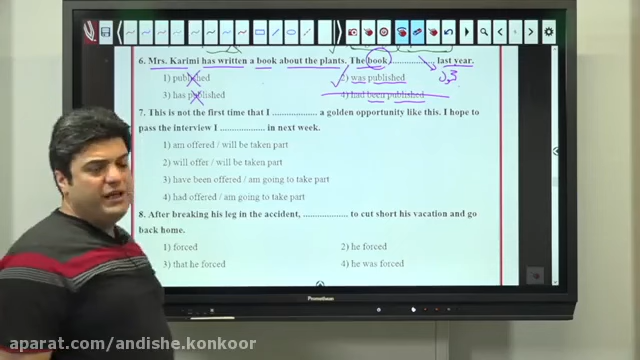 6. Mrs. Karimi has written a book about the plants. The book .................. last year.
1) published
2) was published
3) has published
4) had been published
7. This is not the first time that I .................. a golden opportunity like this. I hope to
pass the interview I .................. in next week.
1) am offered / will be taken part
2) will offer / will be taken part
3) have been offered / am going to take part
4) had offered / am going to take part
8. After breaking his leg in the accident, .................. to cut short his vacation and go
back home.
1) forced
2) he forced
3) that he forced
4) he was forced
Promethean
aparat.com/andishe.konkoor